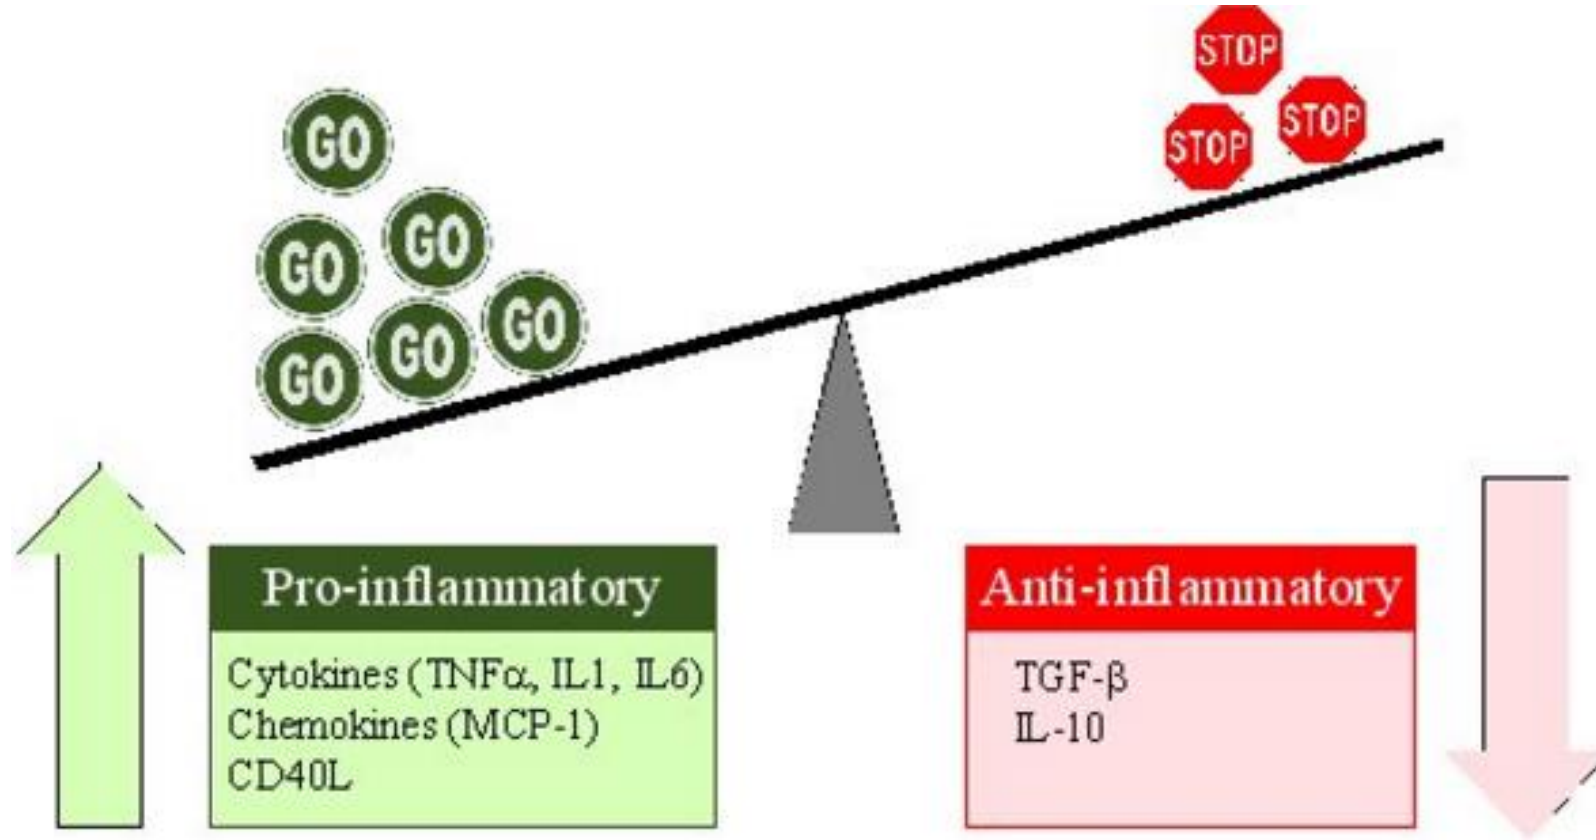 STOP
STOP
STOP
GO
GO
GO
GO
GO
GO
Pro-inflammatory
Cytokines (TNFα, IL1, IL6)
Chemokines (MCP-1)
CD40L
Anti-inflammatory
TGF-β
IL-10